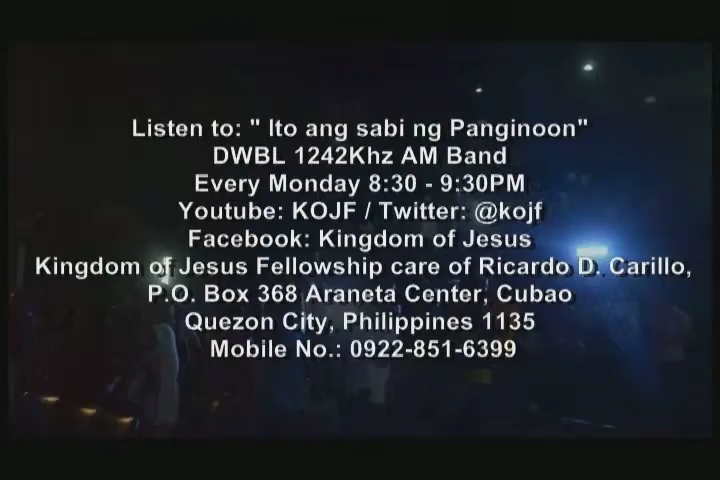 Listen to: " Ito ang sabi ng Panginoon"
DWBL 1242Khz AM Band
Every Monday 8:30 - 9:30PM
Youtube: KOJF / Twitter: @kojf
Facebook: Kingdom of Jesus
Kingdom of Jesus Fellowship care of Ricardo D. Carillo,
P.O. Box 368 Araneta Center, Cubao
Quezon City, Philippines 1135
Mobile No.: 0922-851-6399